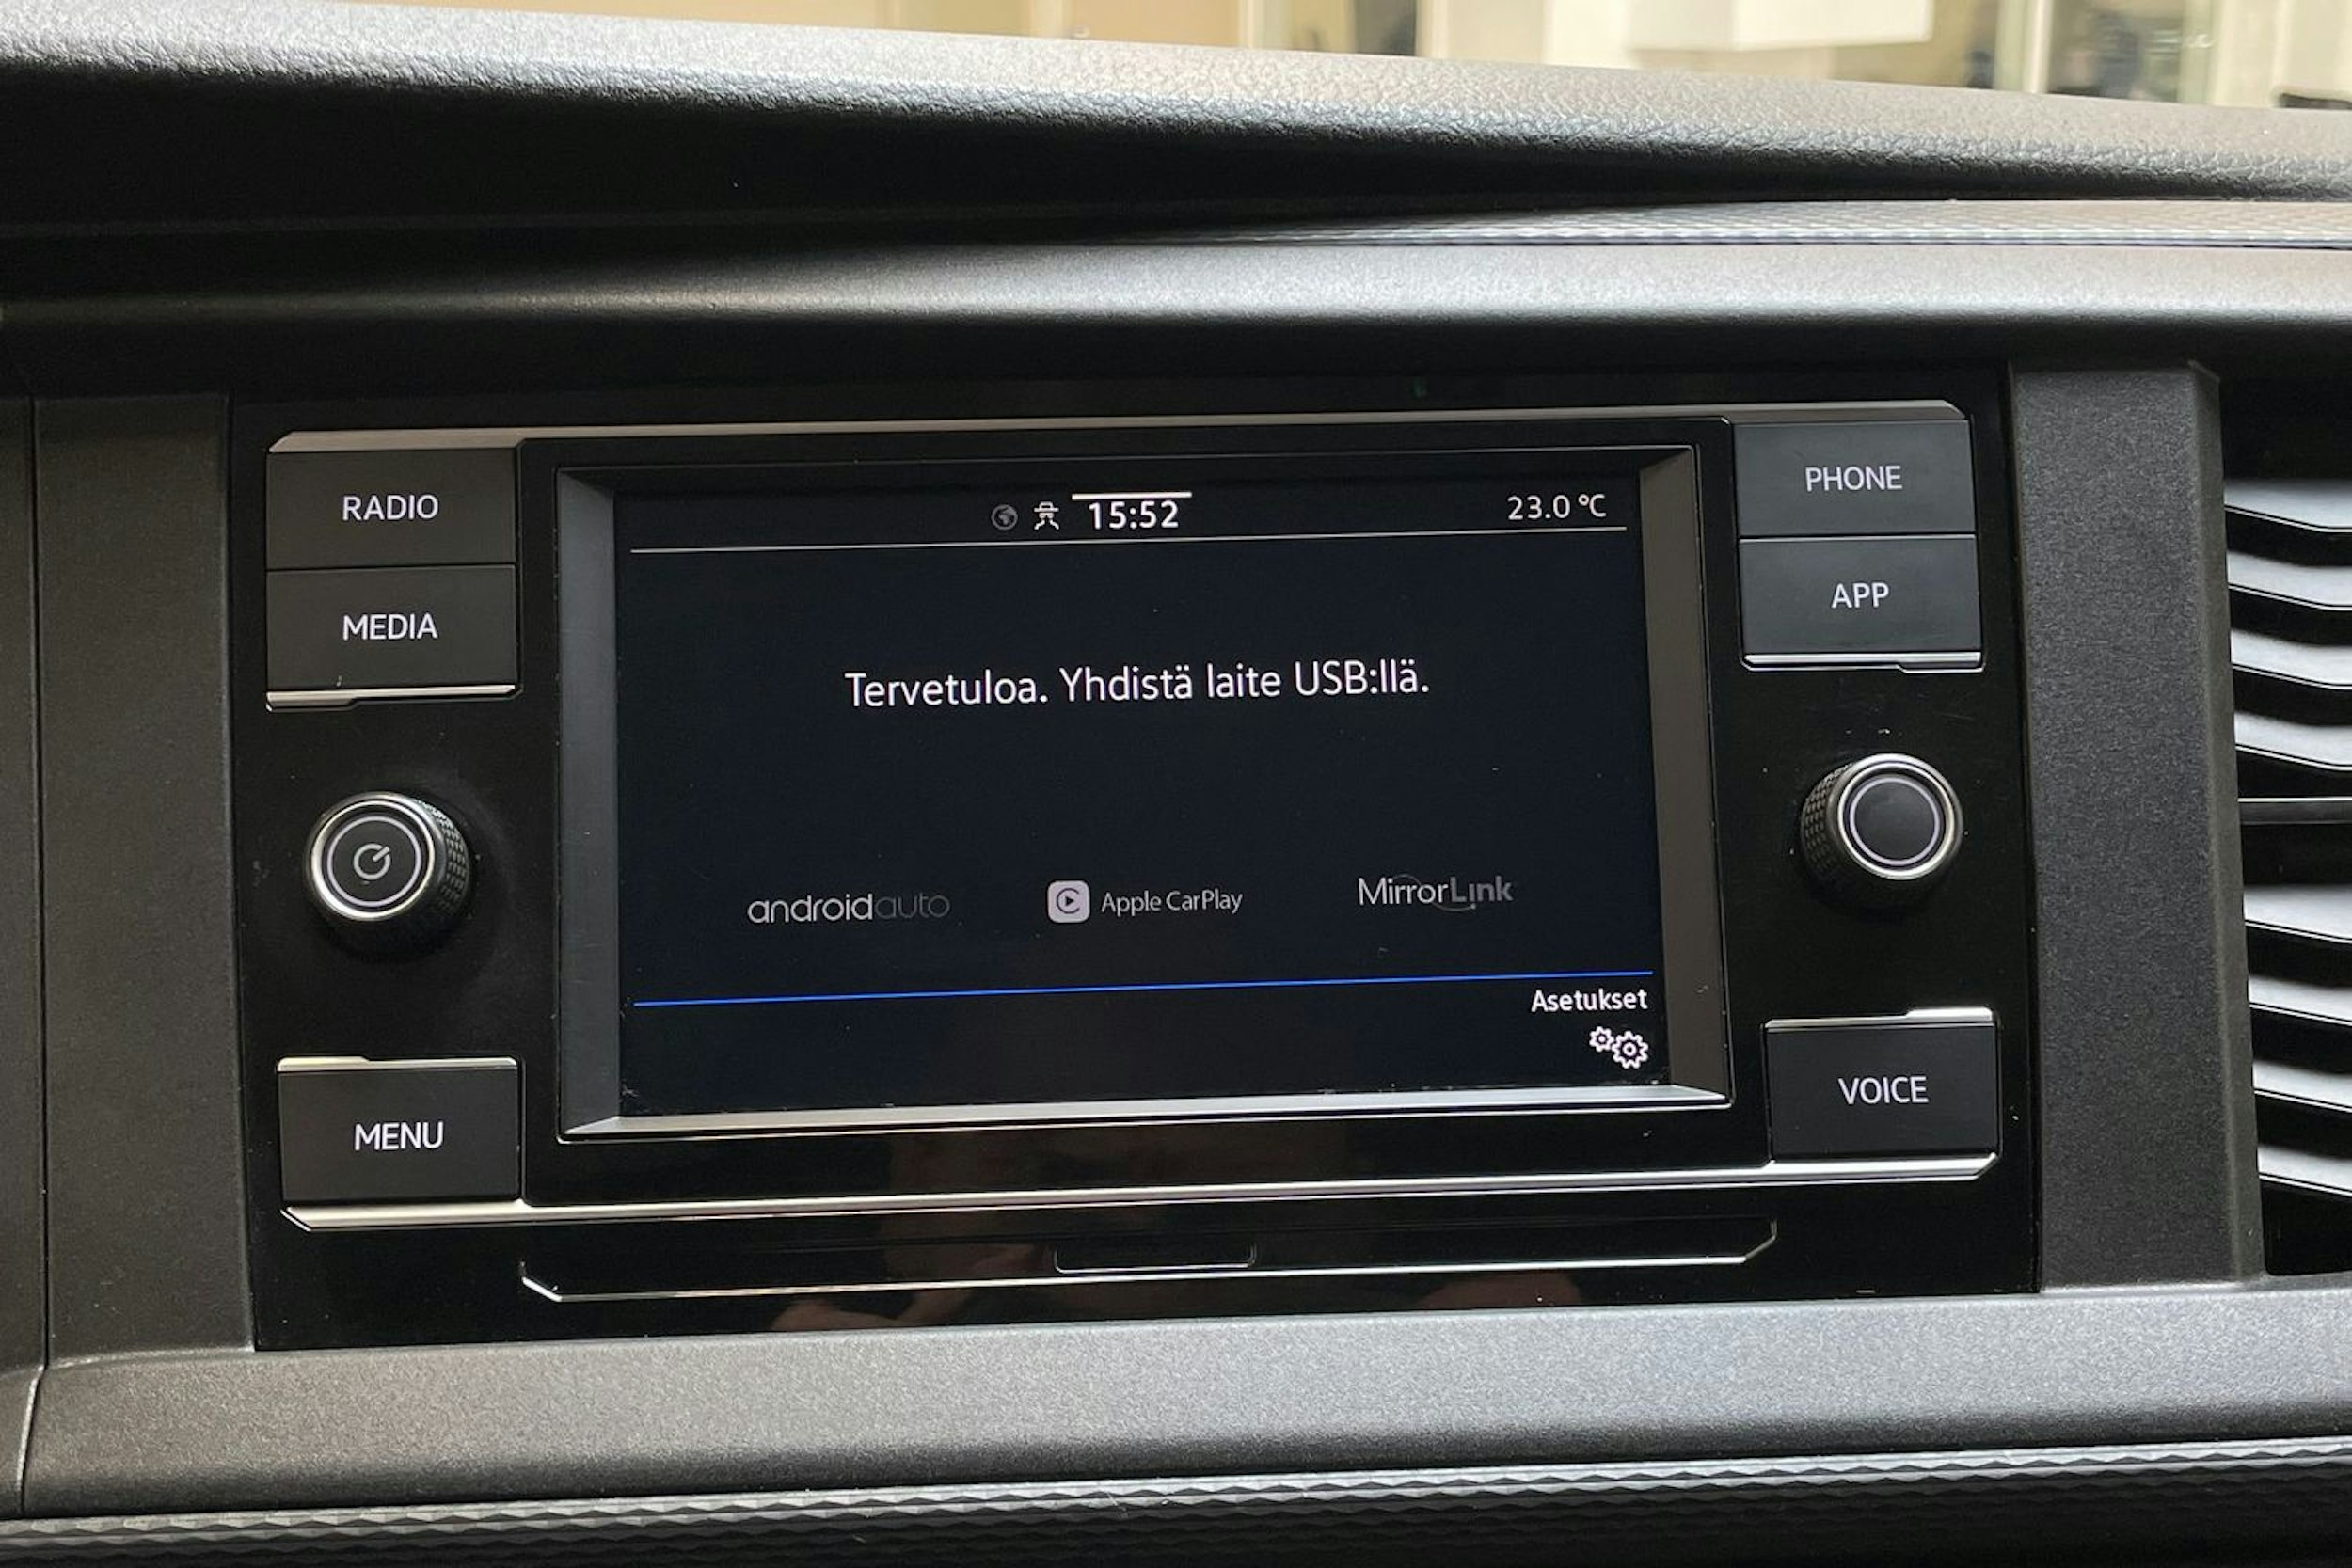 RADIO
MEDIA
MENU
15:52
23.0 °C
Tervetuloa. Yhdistä laite USB:llä.
androidauto
Apple CarPlay
MirrorLink
Asetukset
PHONE
APP
VOICE